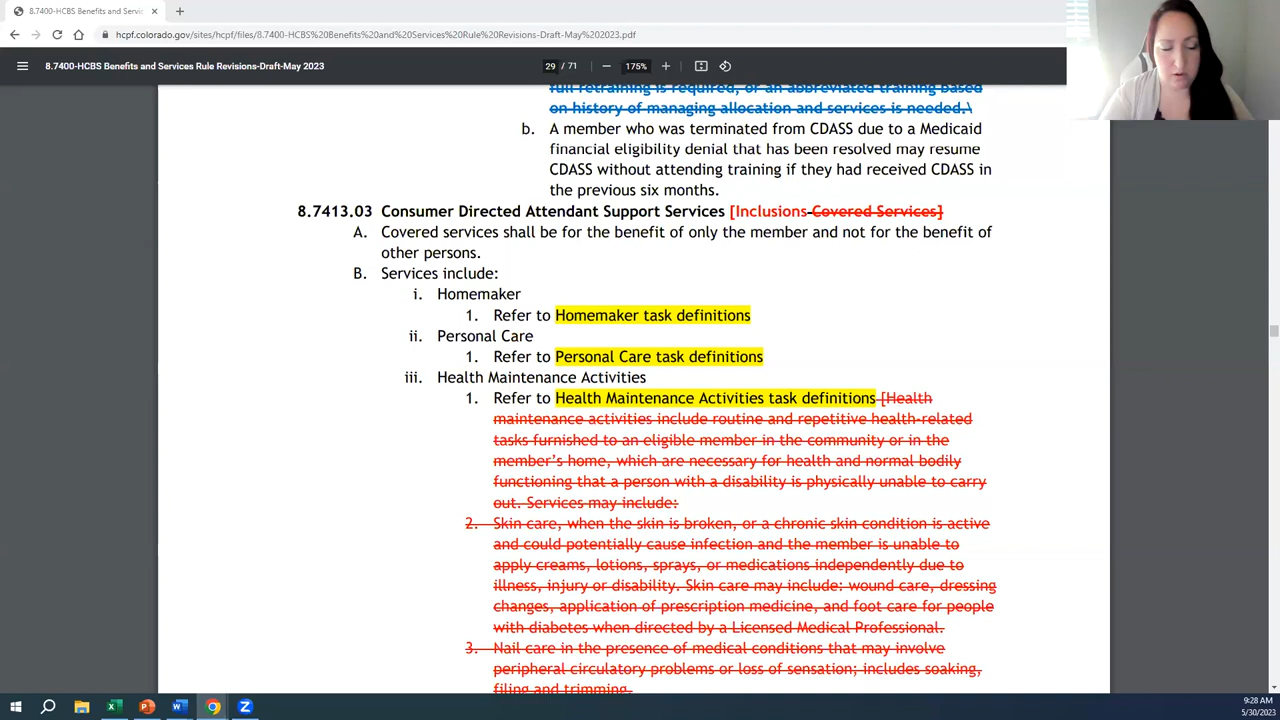 8.7400-HCBS Benefits and Servic
hcpf.colorado.gov/sites/hcpf/files/8.7400-HCBS%20Benefits%20and%20Services%20Rule%20Revisions-Draft-May%202023.pdf
8.7400-HCBS Benefits and Services Rule Revisions-Draft-May 2023
29 / 71
175%
full retraining is required, or an abbreviated training based
on history of managing allocation and services is needed.\
b. A member who was terminated from CDASS due to a Medicaid
financial eligibility denial that has been resolved may resume
CDASS without attending training if they had received CDASS in
the previous six months.
8.7413.03 Consumer Directed Attendant Support Services [Inclusions Covered Services]
A. Covered services shall be for the benefit of only the member and not for the benefit of
other persons.
B. Services include:
i. Homemaker
1. Refer to Homemaker task definitions
ii. Personal Care
1. Refer to Personal Care task definitions
iii. Health Maintenance Activities
1. Refer to Health Maintenance Activities task definitions [Health
maintenance activities include routine and repetitive health-related
tasks furnished to an eligible member in the community or in the
member's home, which are necessary for health and normal bodily
functioning that a person with a disability is physically unable to carry
out. Services may include:
2. Skin care, when the skin is broken, or a chronic skin condition is active
and could potentially cause infection and the member is unable to
apply creams, lotions, sprays, or medications independently due to
illness, injury or disability. Skin care may include: wound care, dressing
changes, application of prescription medicine, and foot care for people
with diabetes when directed by a Licensed Medical Professional.
3. Nail care in the presence of medical conditions that may involve
peripheral circulatory problems or loss of sensation; includes soaking,
filing and trimming.
9:28 AM
5/30/2023